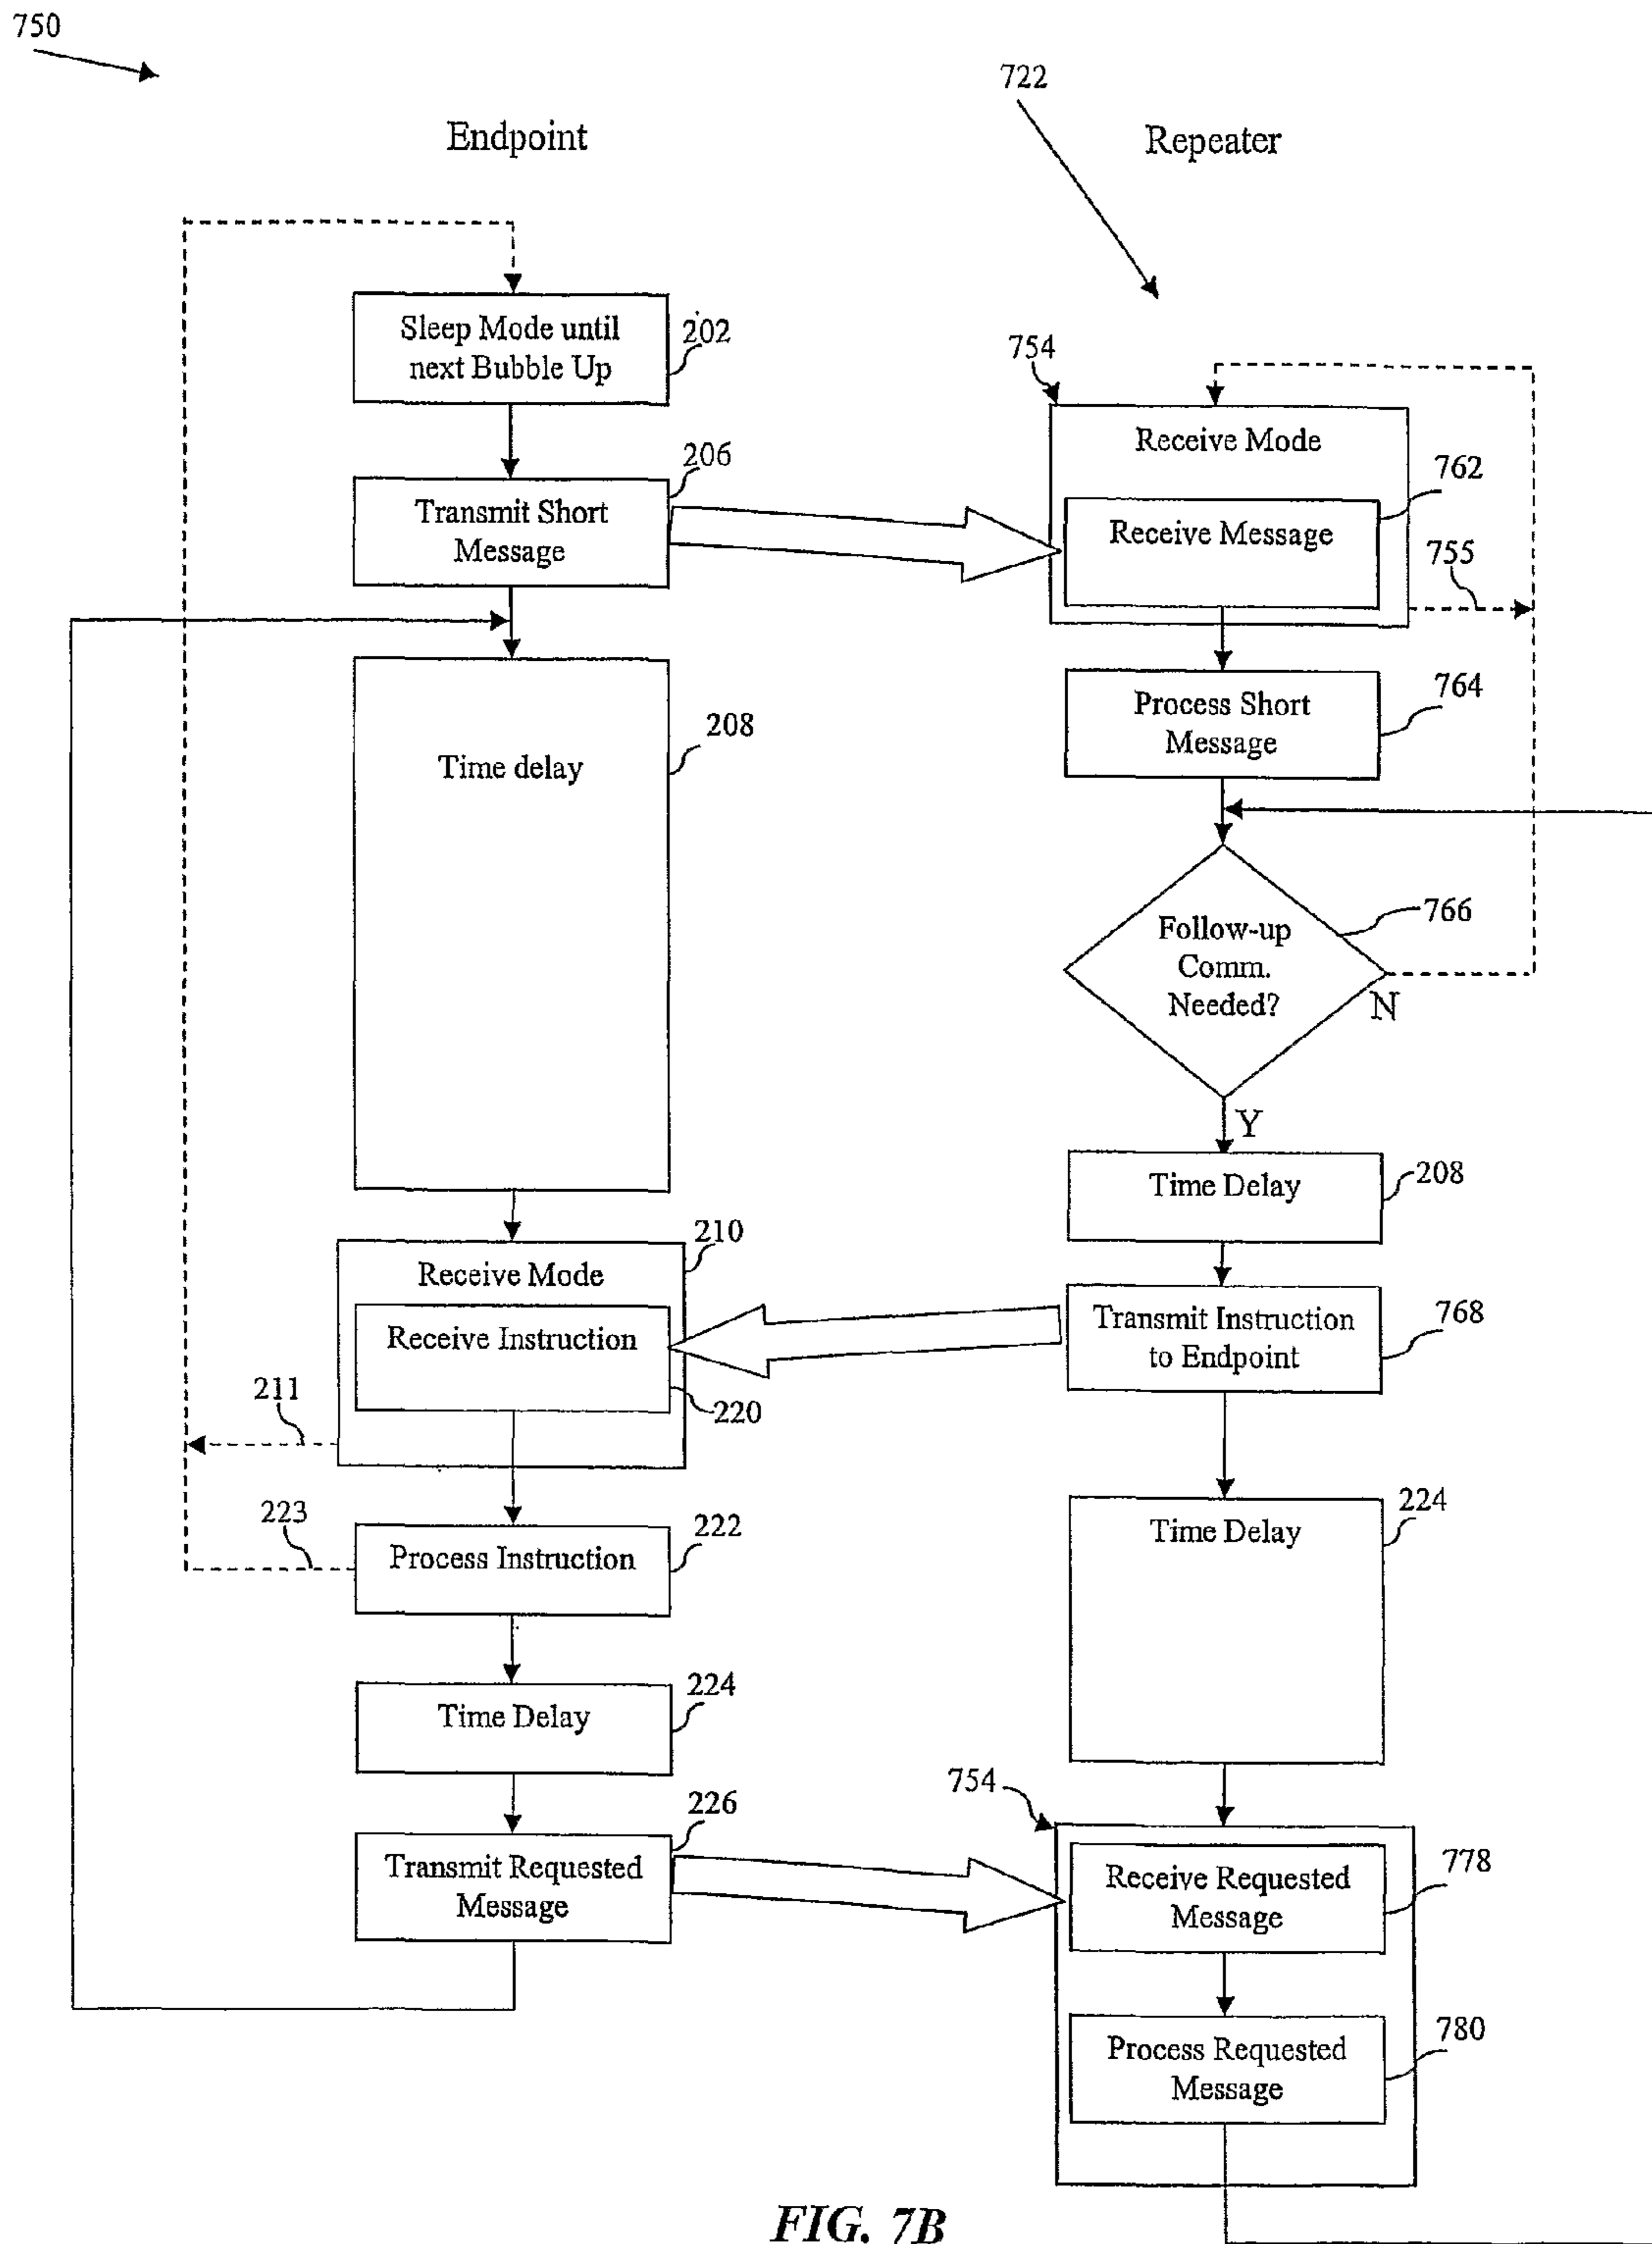 750
722
Endpoint
Repeater
Sleep Mode until
next Bubble Up
202
754
Receive Mode
206
762
Transmit Short
Message
Receive Message
755
764
Process Short
Message
208
Time delay
766
Follow-up
Comm.
Needed?
N
Y
Time Delay
208
210
Receive Mode
Receive Instruction
220
Transmit Instruction
to Endpoint
768
211
224
Time Delay
223
222
Process Instruction
224
Time Delay
754
226
Transmit Requested
Message
Receive Requested
Message
778
780
Process Requested
Message
FIG. 7B